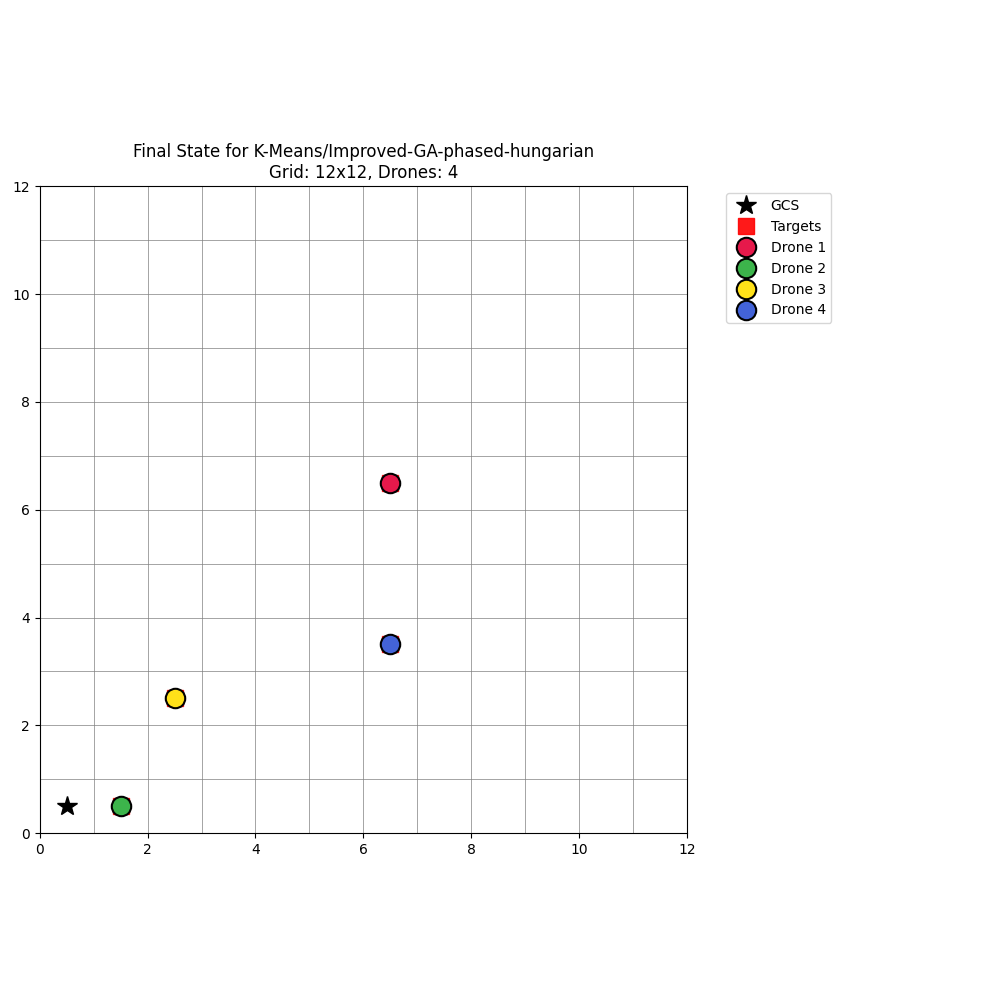 Final State for K-Means/Improved-GA-phased-hungarian
Grid: 12x12, Drones: 4
GCS
Targets
Drone 1
Drone 2
Drone 3
Drone 4
12
10
8
6
4
2
0
0 2 4 6 8 10 12